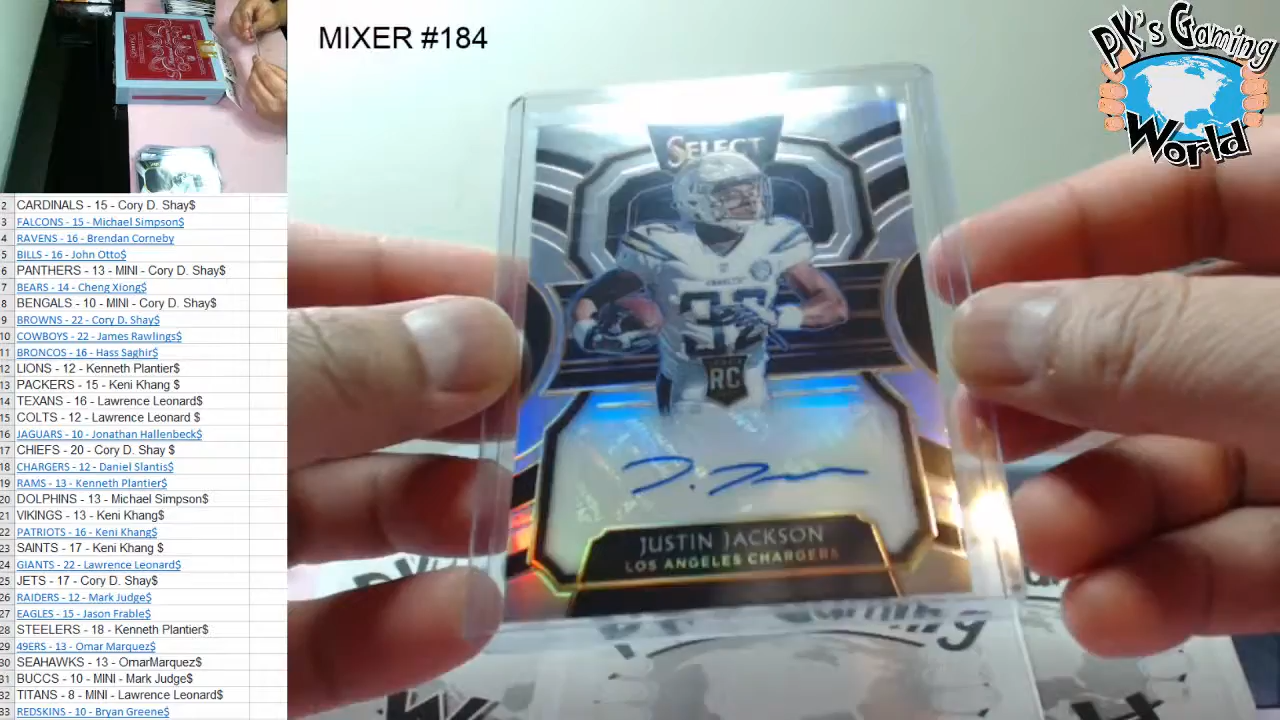 MIXER #184
PK's Gaming
World
2 CARDINALS - 15 - Cory D. Shay$
3 FALCONS - 15 - Michael Simpson$
4 RAVENS - 16 - Brendan Corneby
5 BILLS - 16 - John Otto$
6 PANTHERS - 13 - MINI - Cory D. Shay$
7 BEARS - 14 - Cheng Xiong$
8 BENGALS - 10 - MINI - Cory D. Shay$
9 BROWNS - 22 - Cory D. Shay$
10 COWBOYS - 22 - James Rawlings$
11 BRONCOS - 16 - Hass Saghir$
12 LIONS - 12 - Kenneth Plantier$
13 PACKERS - 15 - Keni Khang $
14 TEXANS - 16 - Lawrence Leonard$
15 COLTS - 12 - Lawrence Leonard $
16 JAGUARS - 10 - Jonathan Hallenbeck$
17 CHIEFS - 20 - Cory D. Shay $
18 CHARGERS - 12 - Daniel Slantis$
19 RAMS - 13 - Kenneth Plantier$
20 DOLPHINS - 13 - Michael Simpson$
21 VIKINGS - 13 - Keni Khang$
22 PATRIOTS - 16 - Keni Khang$
23 SAINTS - 17 - Keni Khang $
24 GIANTS - 22 - Lawrence Leonard$
25 JETS - 17 - Cory D. Shay$
26 RAIDERS - 12 - Mark Judge$
27 EAGLES - 15 - Jason Frable$
28 STEELERS - 18 - Kenneth Plantier$
29 49ERS - 13 - Omar Marquez$
30 SEAHAWKS - 13 - OmarMarquez$
31 BUCCS - 10 - MINI - Mark Judge$
32 TITANS - 8 - MINI - Lawrence Leonard$
33 REDSKINS - 10 - Bryan Greene$
SELECT
RC
JUSTIN JACKSON
LOS ANGELES CHARGERS